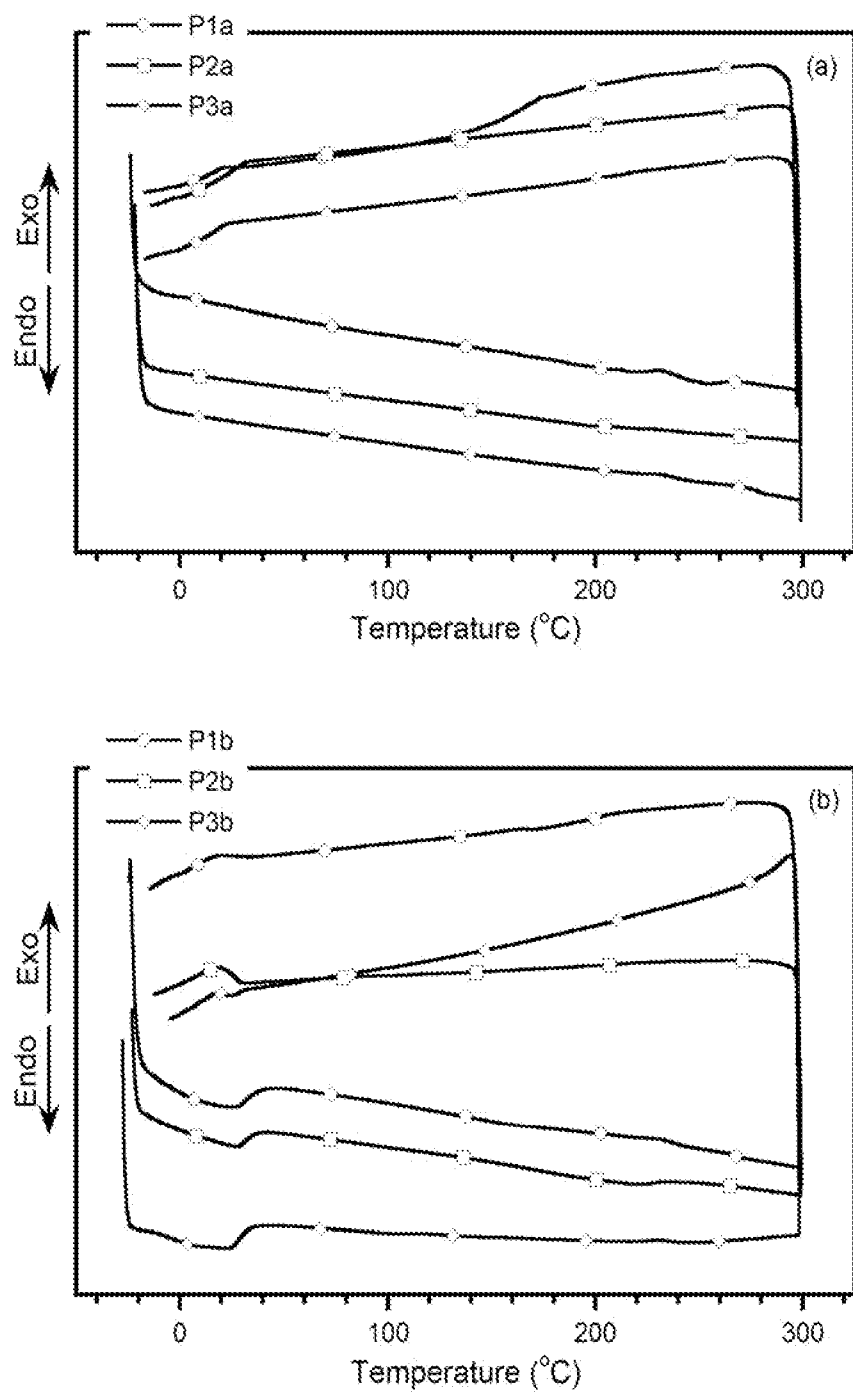 P1a
(a)
P2a
P3a
Exo
Endo
0 100 200 300
Temperature (°C)
P1b
P2b
(b)
P3b
Exo
Endo
0 100 200 300
Temperature (°C)